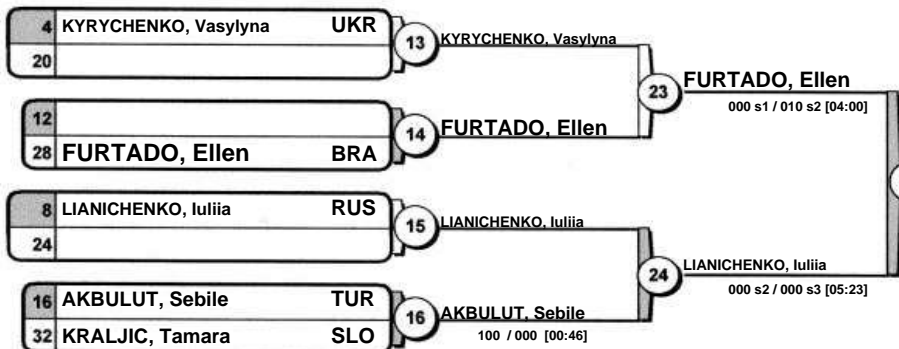 4 KYRYCHENKO, Vasylyna UKR
20
13 KYRYCHENKO, Vasylyna
12
28 FURTADO, Ellen BRA
14 FURTADO, Ellen
23 FURTADO, Ellen
000 s1 / 010 s2 [04:00]
8 LIANICHENKO, Iuliia RUS
24
15 LIANICHENKO, Iuliia
16 AKBULUT, Sebile TUR
32 KRALJIC, Tamara SLO
16 AKBULUT, Sebile
100 / 000 [00:46]
24 LIANICHENKO, Iuliia
000 s2 / 000 s3 [05:23]